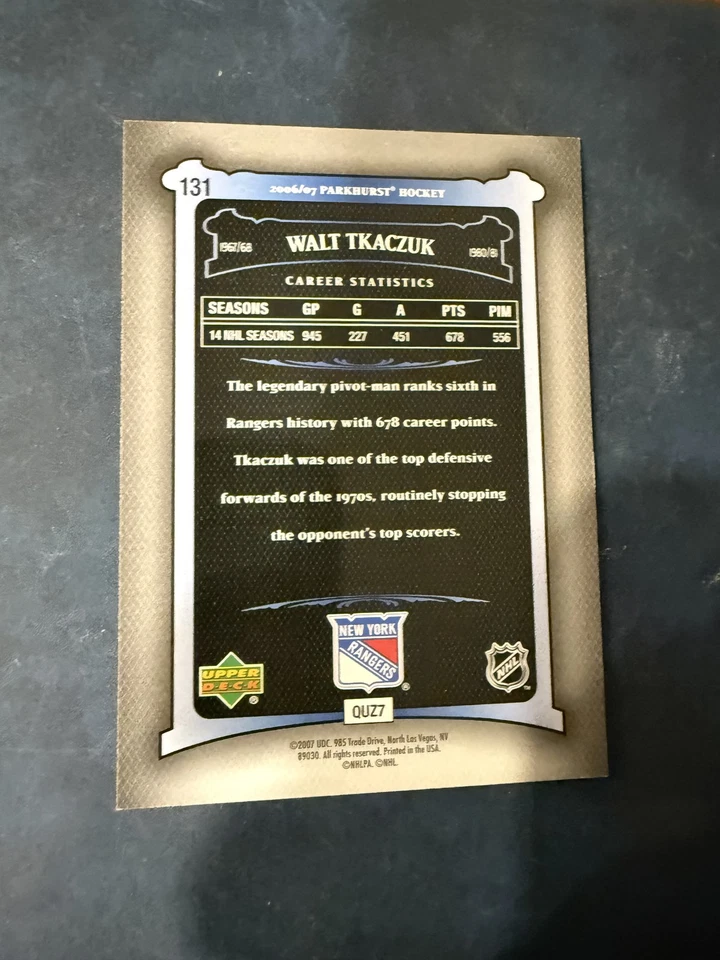 131
2006/07 PARKHURST® HOCKEY
1967/68
WALT TKACZUK
1980/81
CAREER STATISTICS
SEASONS GP G A PTS PIM
14 NHL SEASONS 945 227 451 678 556
The legendary pivot-man ranks sixth in
Rangers history with 678 career points.
Tkaczuk was one of the top defensive
forwards of the 1970s, routinely stopping
the opponent's top scorers.
NEW YORK
RANGERS
®
UPPER
D·E·C·K
®
NHL
™
QUZ7
©2007 UDC. 985 Trade Drive, North Las Vegas, NV
89030. All rights reserved. Printed in the USA.
©NHLPA. ©NHL.